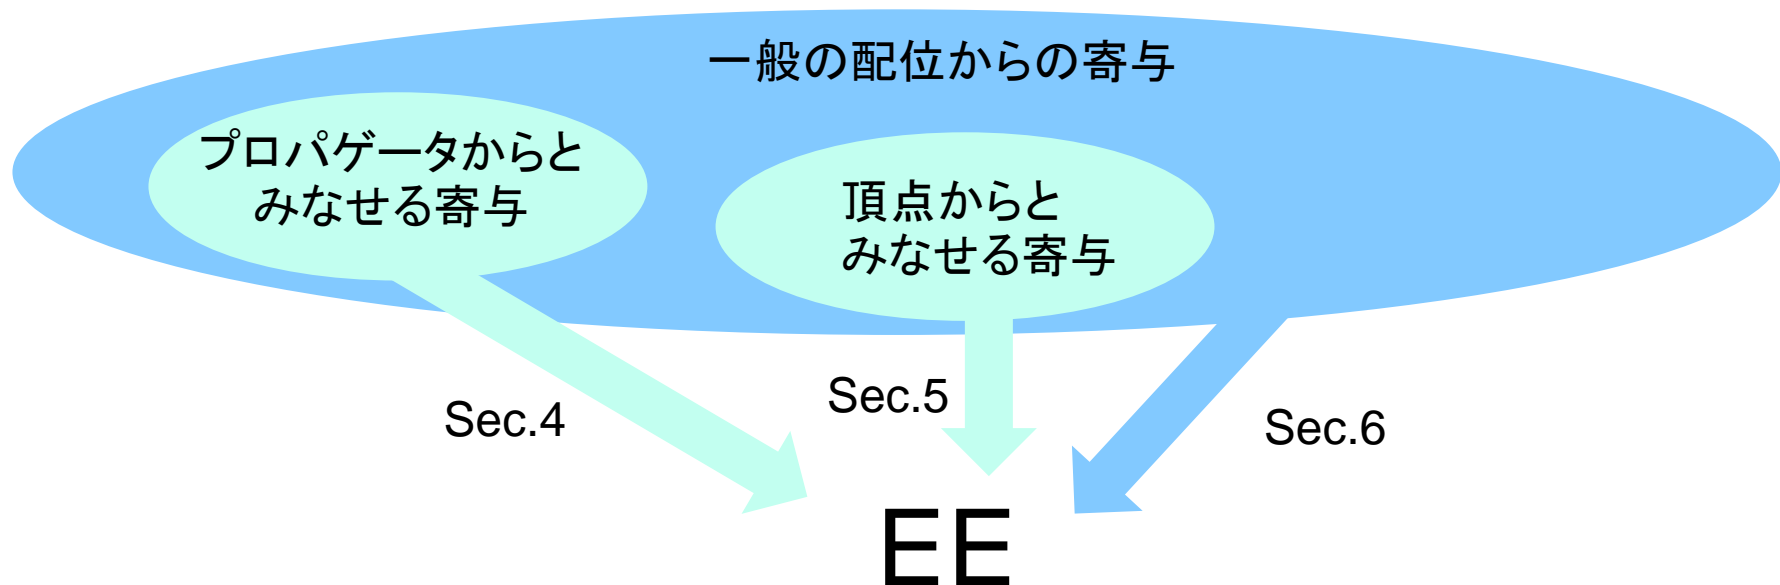 一般の配位からの寄与
プロパゲータからと
みなせる寄与
頂点からと
みなせる寄与
Sec.4
Sec.5
Sec.6
EE